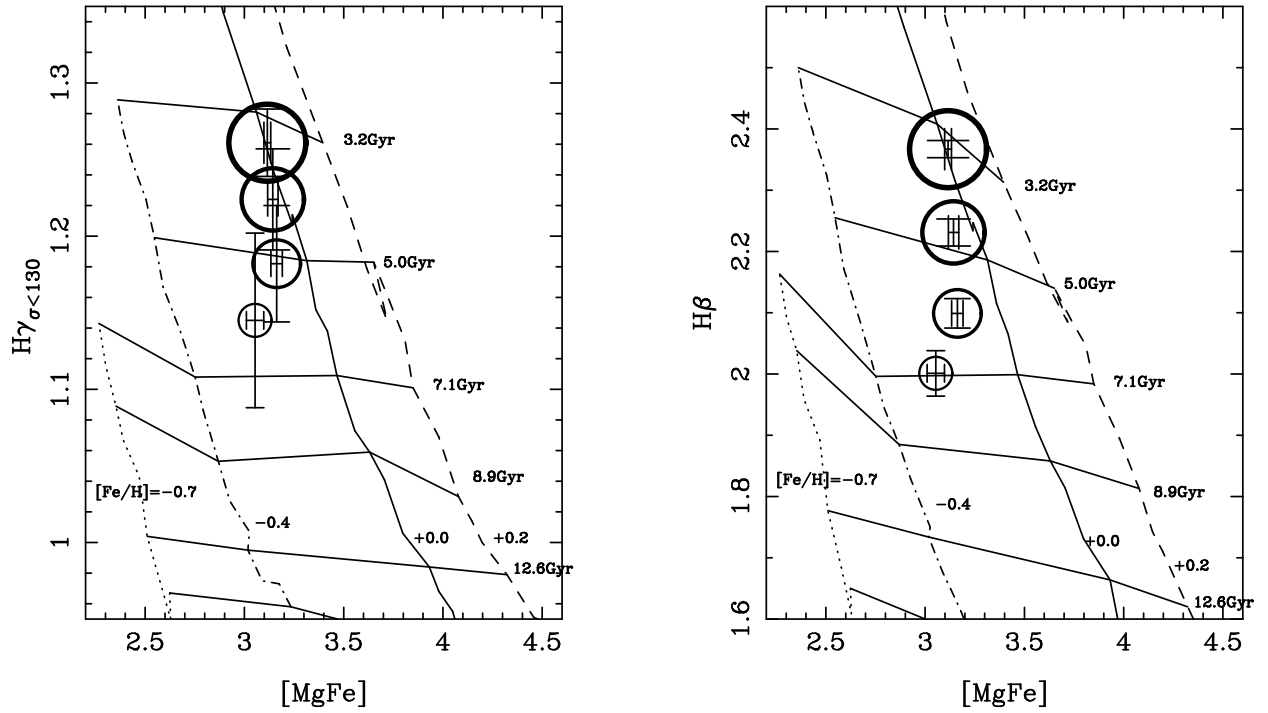 Hγσ<130
1.3
1.2
1.1
1
3.2Gyr
5.0Gyr
7.1Gyr
8.9Gyr
12.6Gyr
[Fe/H]=−0.7
−0.4
+0.0
+0.2
2.5
3
3.5
4
4.5
[MgFe]
Hβ
2.4
2.2
2
1.8
1.6
3.2Gyr
5.0Gyr
7.1Gyr
8.9Gyr
12.6Gyr
[Fe/H]=−0.7
−0.4
+0.0
+0.2
2.5
3
3.5
4
4.5
[MgFe]